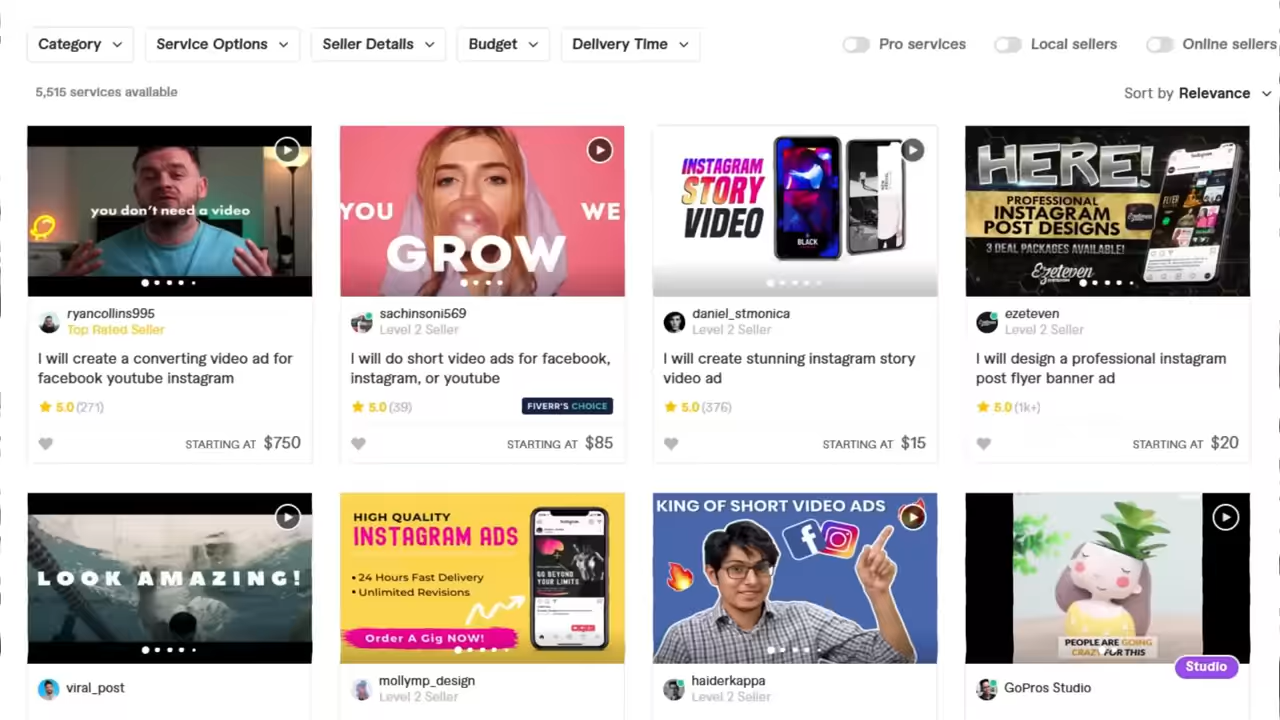 Category
Service Options
Seller Details
Budget
Delivery Time
Pro services
Local sellers
Online sellers
5,515 services available
Sort by Relevance
you don't need a video
YOU WE
GROW
INSTAGRAM
STORY
VIDEO
BLACK
HERE!
PROFESSIONAL
INSTAGRAM
POST DESIGNS
3 DEAL PACKAGES AVAILABLE!
Ezeteven
Instagram
ryancollins995
Top Rated Seller
I will create a converting video ad for
facebook youtube instagram
5.0 (271)
STARTING AT $750
sachinsoni569
Level 2 Seller
I will do short video ads for facebook,
instagram, or youtube
5.0 (39)
FIVERR'S CHOICE
STARTING AT $85
daniel_stmonica
Level 2 Seller
I will create stunning instagram story
video ad
5.0 (376)
STARTING AT $15
ezeteven
Level 2 Seller
I will design a professional instagram
post flyer banner ad
5.0 (1k+)
STARTING AT $20
LOOK AMAZING!
HIGH QUALITY
INSTAGRAM ADS
• 24 Hours Fast Delivery
• Unlimited Revisions
Order A Gig NOW!
Instagram
GO BEYOND
YOUR LIMITS
KING OF SHORT VIDEO ADS
PEOPLE ARE GOING
CRAZY FOR THIS
viral_post
mollymp_design
Level 2 Seller
haiderkappa
Level 2 Seller
Studio
GoPros Studio